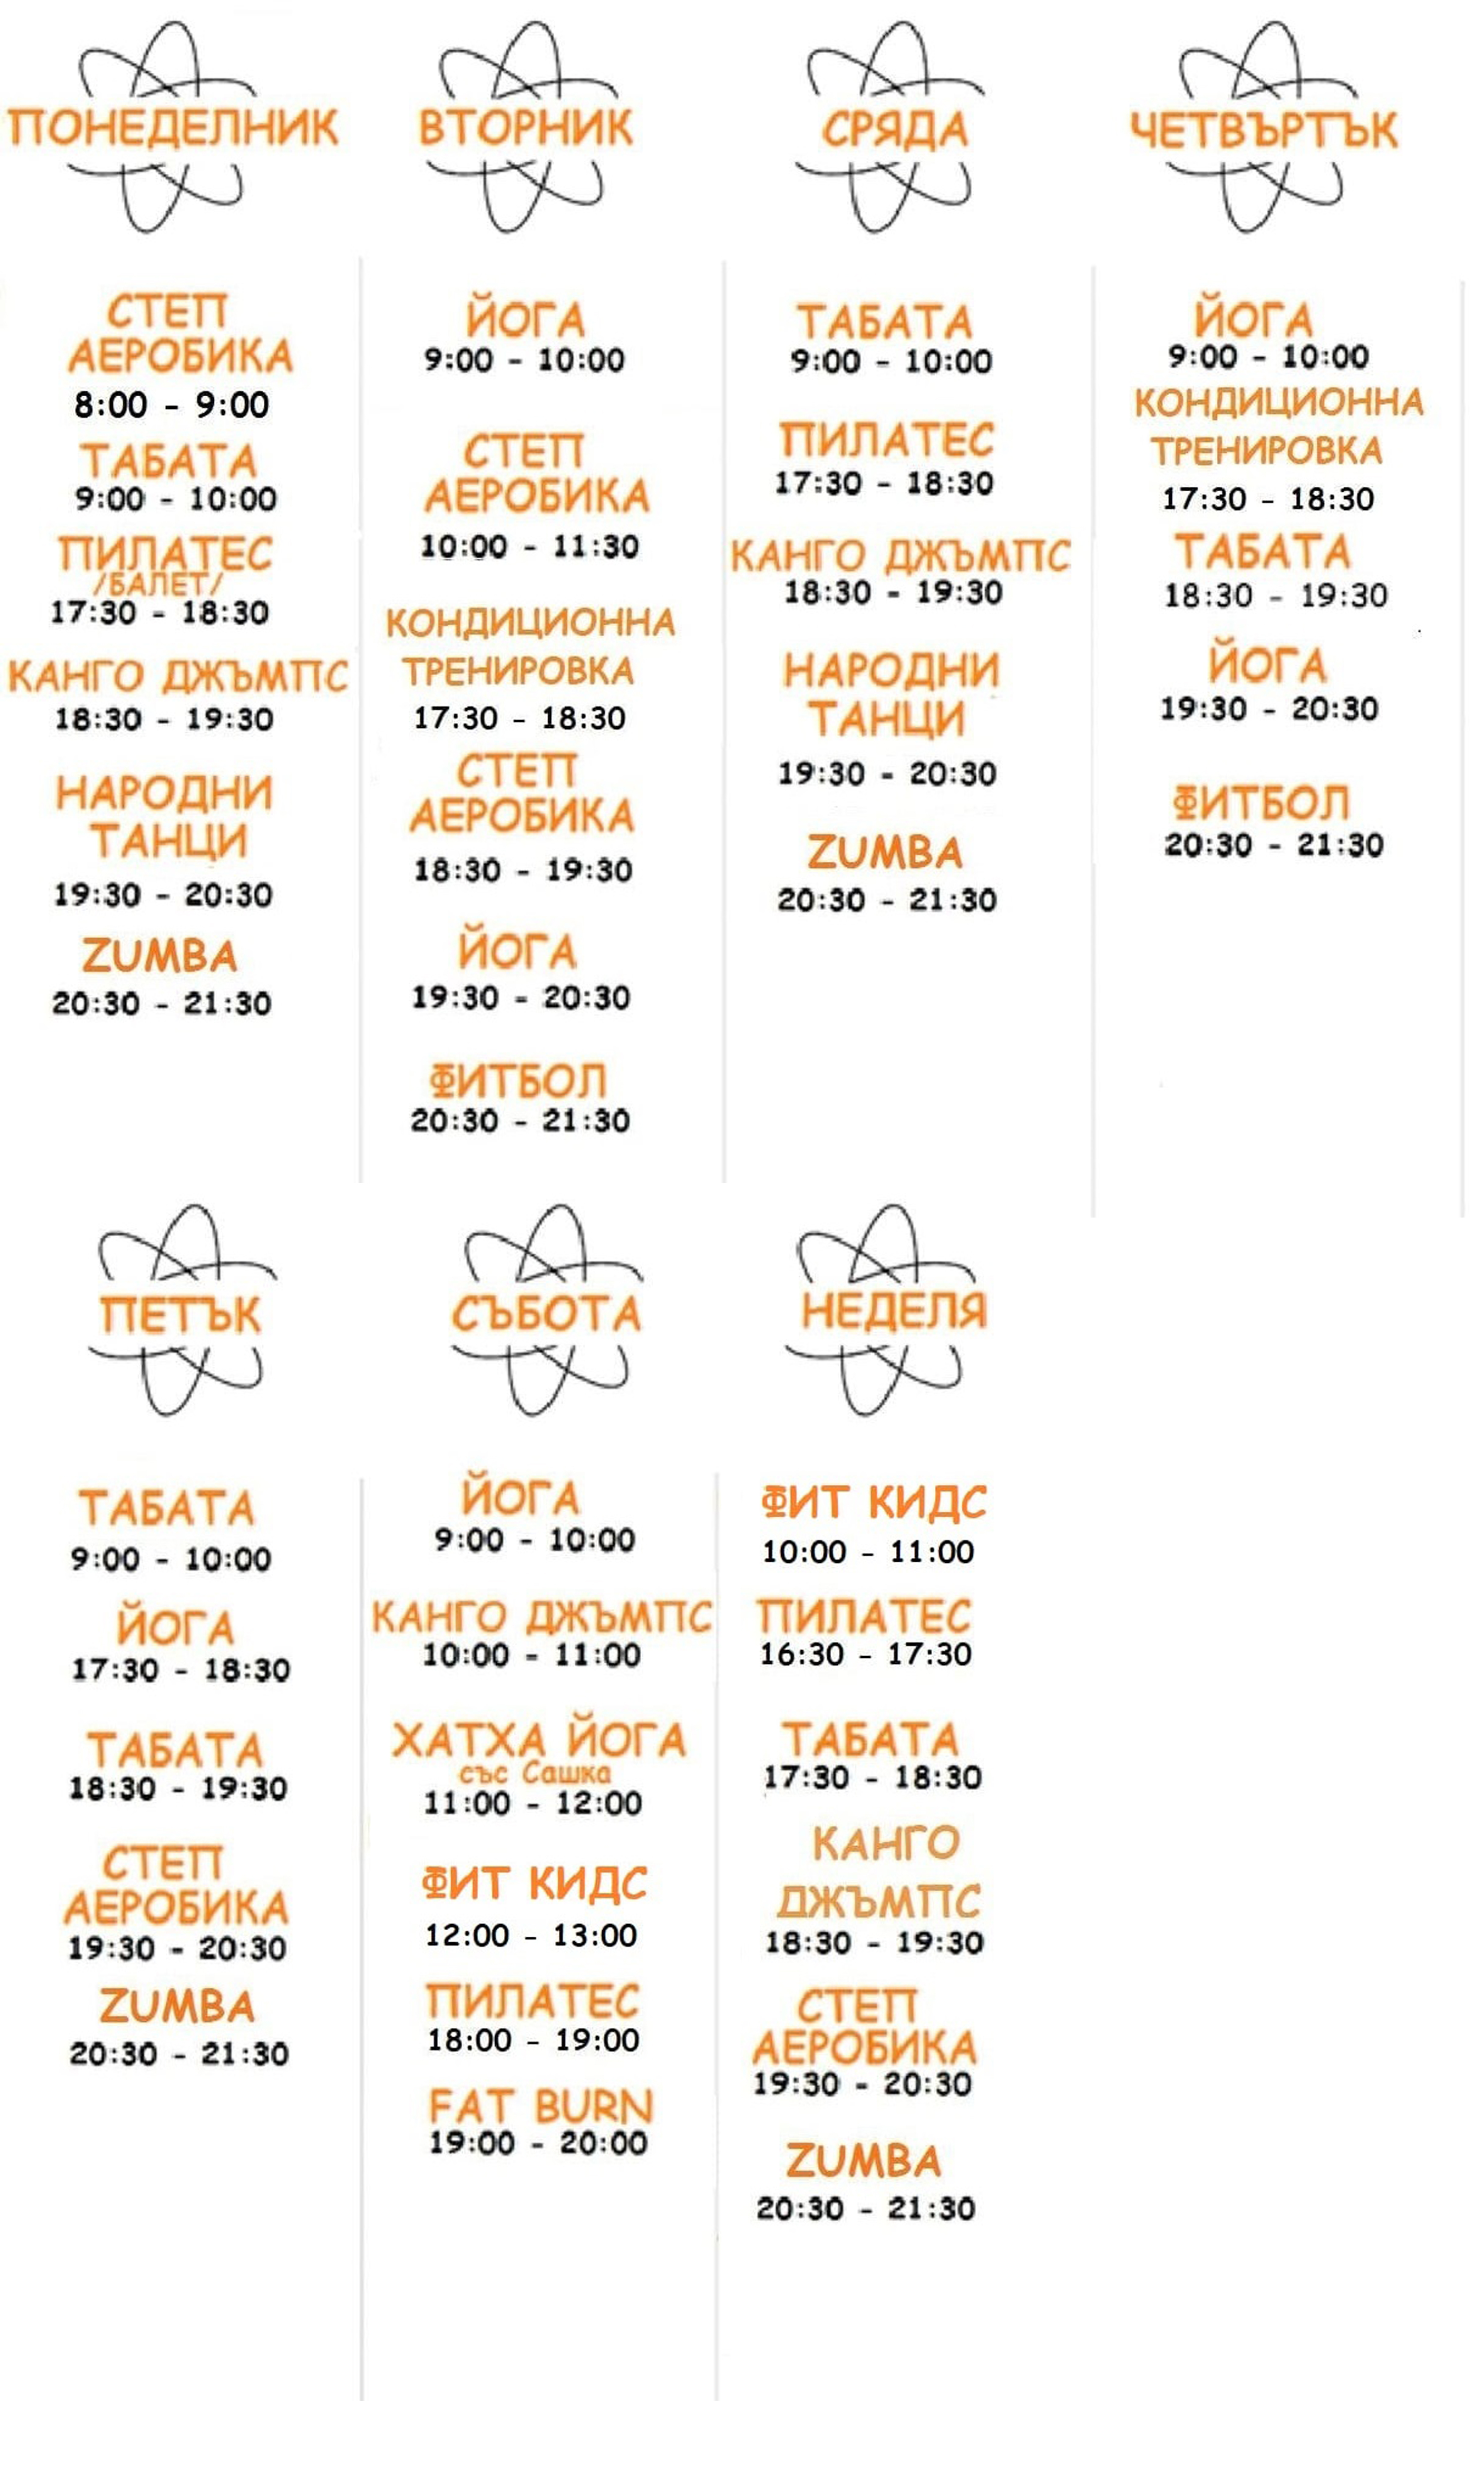 ПОНЕДЕЛНИК
СТЕП
АЕРОБИКА
8:00 - 9:00
ТАБАТА
9:00 - 10:00
ПИЛАТЕС
/БАЛЕТ/
17:30 - 18:30
КАНГО ДЖЪМПС
18:30 - 19:30
НАРОДНИ
ТАНЦИ
19:30 - 20:30
ZUMBA
20:30 - 21:30
ВТОРНИК
ЙОГА
9:00 - 10:00
СТЕП
АЕРОБИКА
10:00 - 11:30
КОНДИЦИОННА
ТРЕНИРОВКА
17:30 - 18:30
СТЕП
АЕРОБИКА
18:30 - 19:30
ЙОГА
19:30 - 20:30
ФИТБОЛ
20:30 - 21:30
СРЯДА
ТАБАТА
9:00 - 10:00
ПИЛАТЕС
17:30 - 18:30
КАНГО ДЖЪМПС
18:30 - 19:30
НАРОДНИ
ТАНЦИ
19:30 - 20:30
ZUMBA
20:30 - 21:30
ЧЕТВЪРТЪК
ЙОГА
9:00 - 10:00
КОНДИЦИОННА
ТРЕНИРОВКА
17:30 - 18:30
ТАБАТА
18:30 - 19:30
ЙОГА
19:30 - 20:30
ФИТБОЛ
20:30 - 21:30
ПЕТЪК
ТАБАТА
9:00 - 10:00
ЙОГА
17:30 - 18:30
ТАБАТА
18:30 - 19:30
СТЕП
АЕРОБИКА
19:30 - 20:30
ZUMBA
20:30 - 21:30
СЪБОТА
ЙОГА
9:00 - 10:00
КАНГО ДЖЪМПС
10:00 - 11:00
ХАТХА ЙОГА
със Сашка
11:00 - 12:00
ФИТ КИДС
12:00 - 13:00
ПИЛАТЕС
18:00 - 19:00
FAT BURN
19:00 - 20:00
НЕДЕЛЯ
ФИТ КИДС
10:00 - 11:00
ПИЛАТЕС
16:30 - 17:30
ТАБАТА
17:30 - 18:30
КАНГО
ДЖЪМПС
18:30 - 19:30
СТЕП
АЕРОБИКА
19:30 - 20:30
ZUMBA
20:30 - 21:30